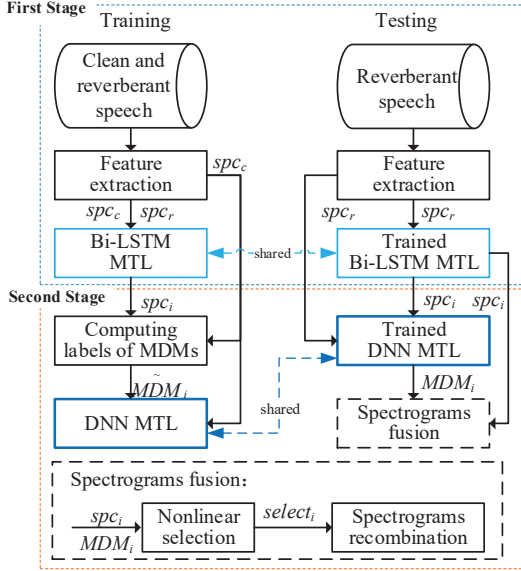 First Stage
Training
Testing
Clean and
reverberant
speech
Reverberant
speech
Feature
extraction
spc_c
Feature
extraction
spc_c spc_r
spc_r spc_r
Bi-LSTM
MTL
shared
Trained
Bi-LSTM MTL
Second Stage
spc_i
spc_i spc_i
Computing
labels of MDMs
Trained
DNN MTL
~
MDM_i
MDM_i
DNN MTL
shared
Spectrograms
fusion
Spectrograms fusion:
spc_i
MDM_i
Nonlinear
selection
select_i
Spectrograms
recombination